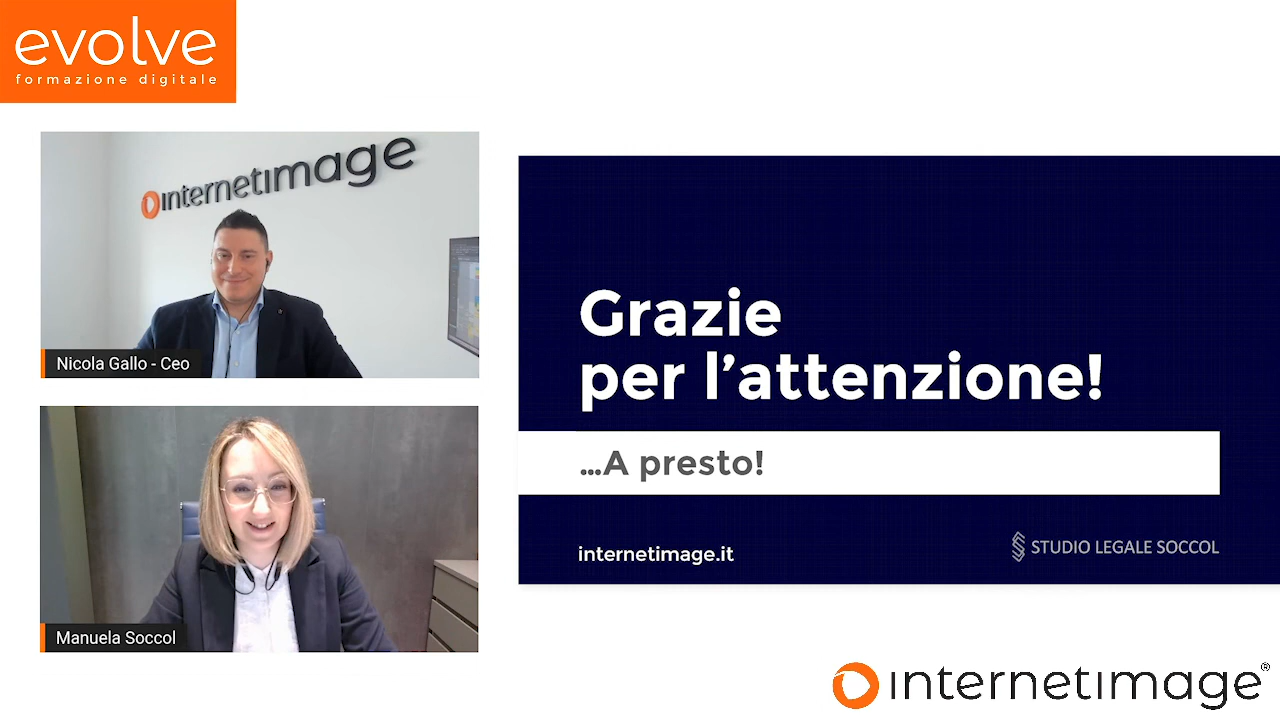 evolve
formazione digitale
internetimage
Nicola Gallo - Ceo
Manuela Soccol
Grazie
per l'attenzione!
...A presto!
internetimage.it
STUDIO LEGALE SOCCOL
internetimage®